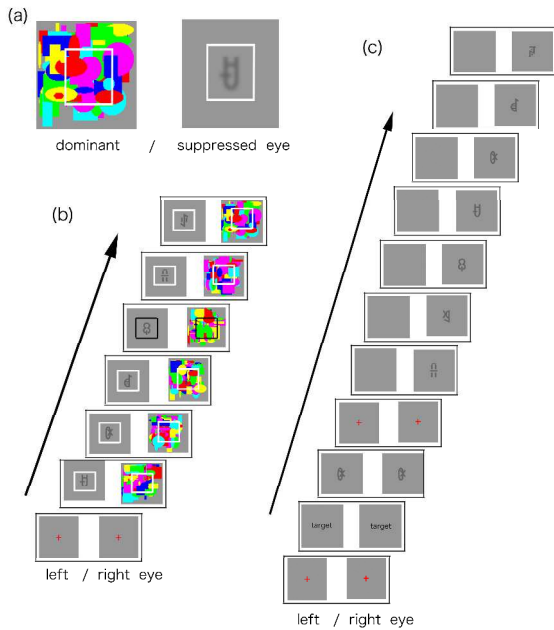 (a)
dominant / suppressed eye
(b)
left / right eye
(c)
target target
left / right eye